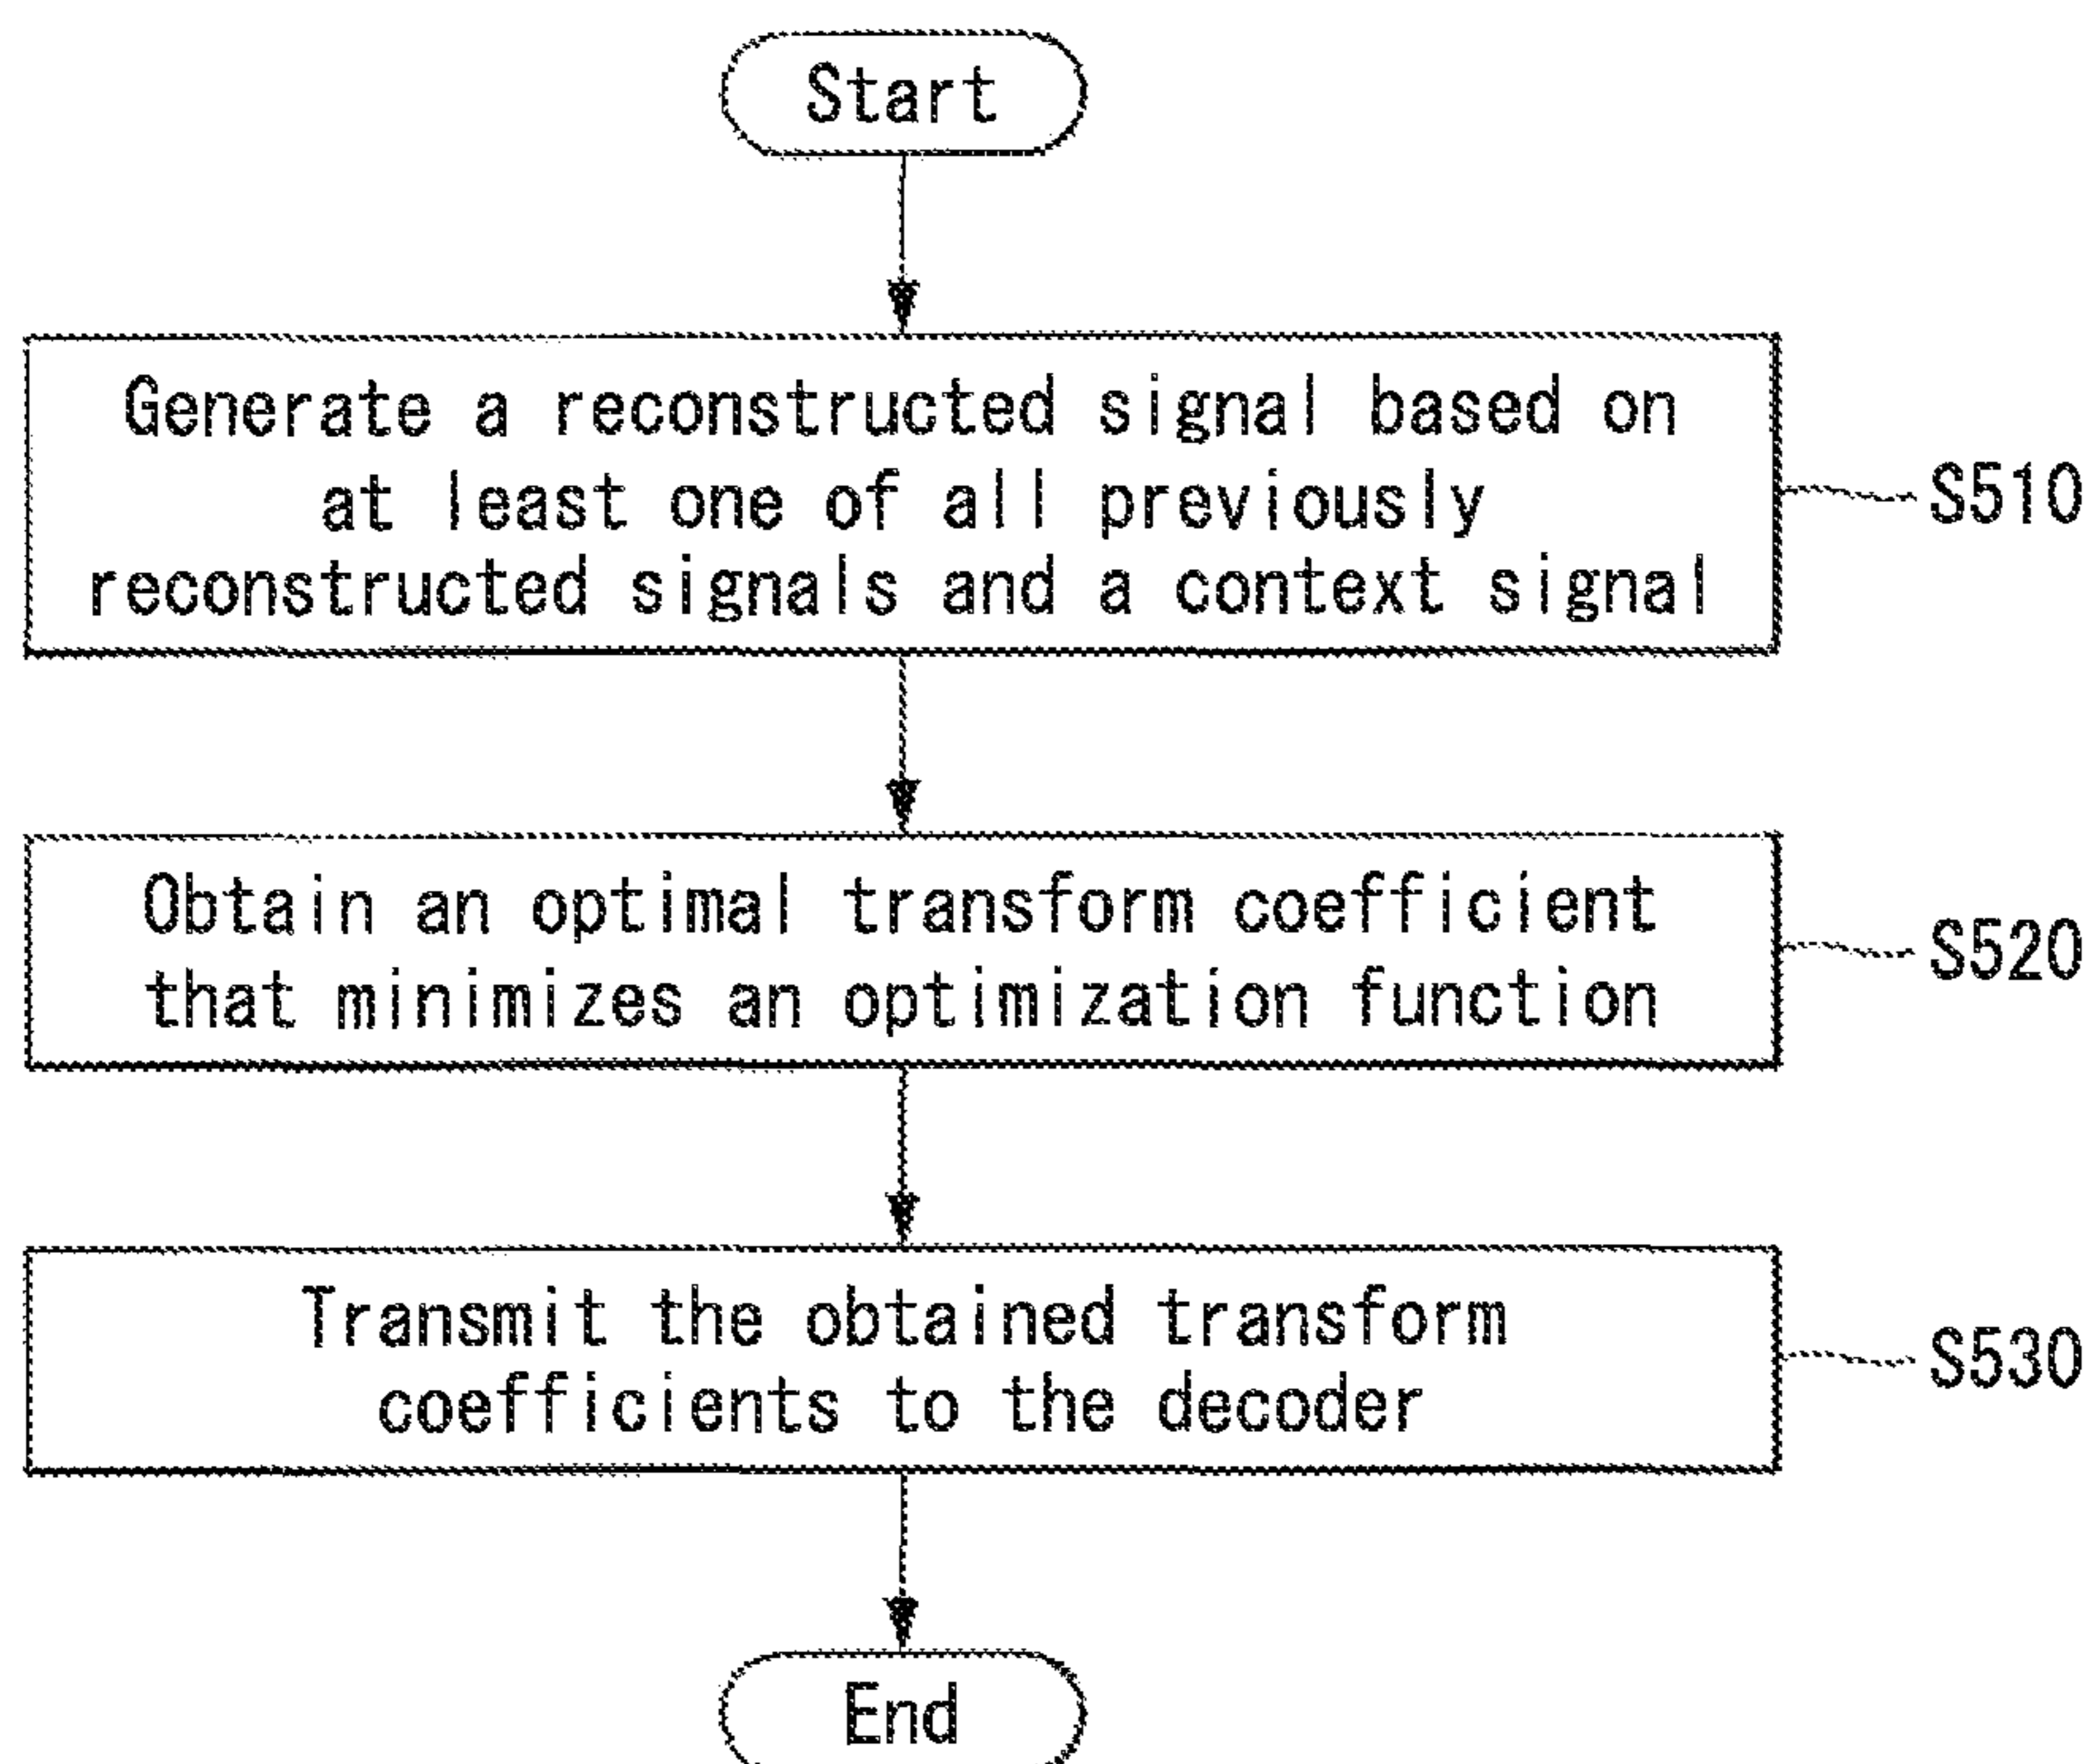 Start
Generate a reconstructed signal based on
at least one of all previously
reconstructed signals and a context signal
S510
Obtain an optimal transform coefficient
that minimizes an optimization function
S520
Transmit the obtained transform
coefficients to the decoder
S530
End